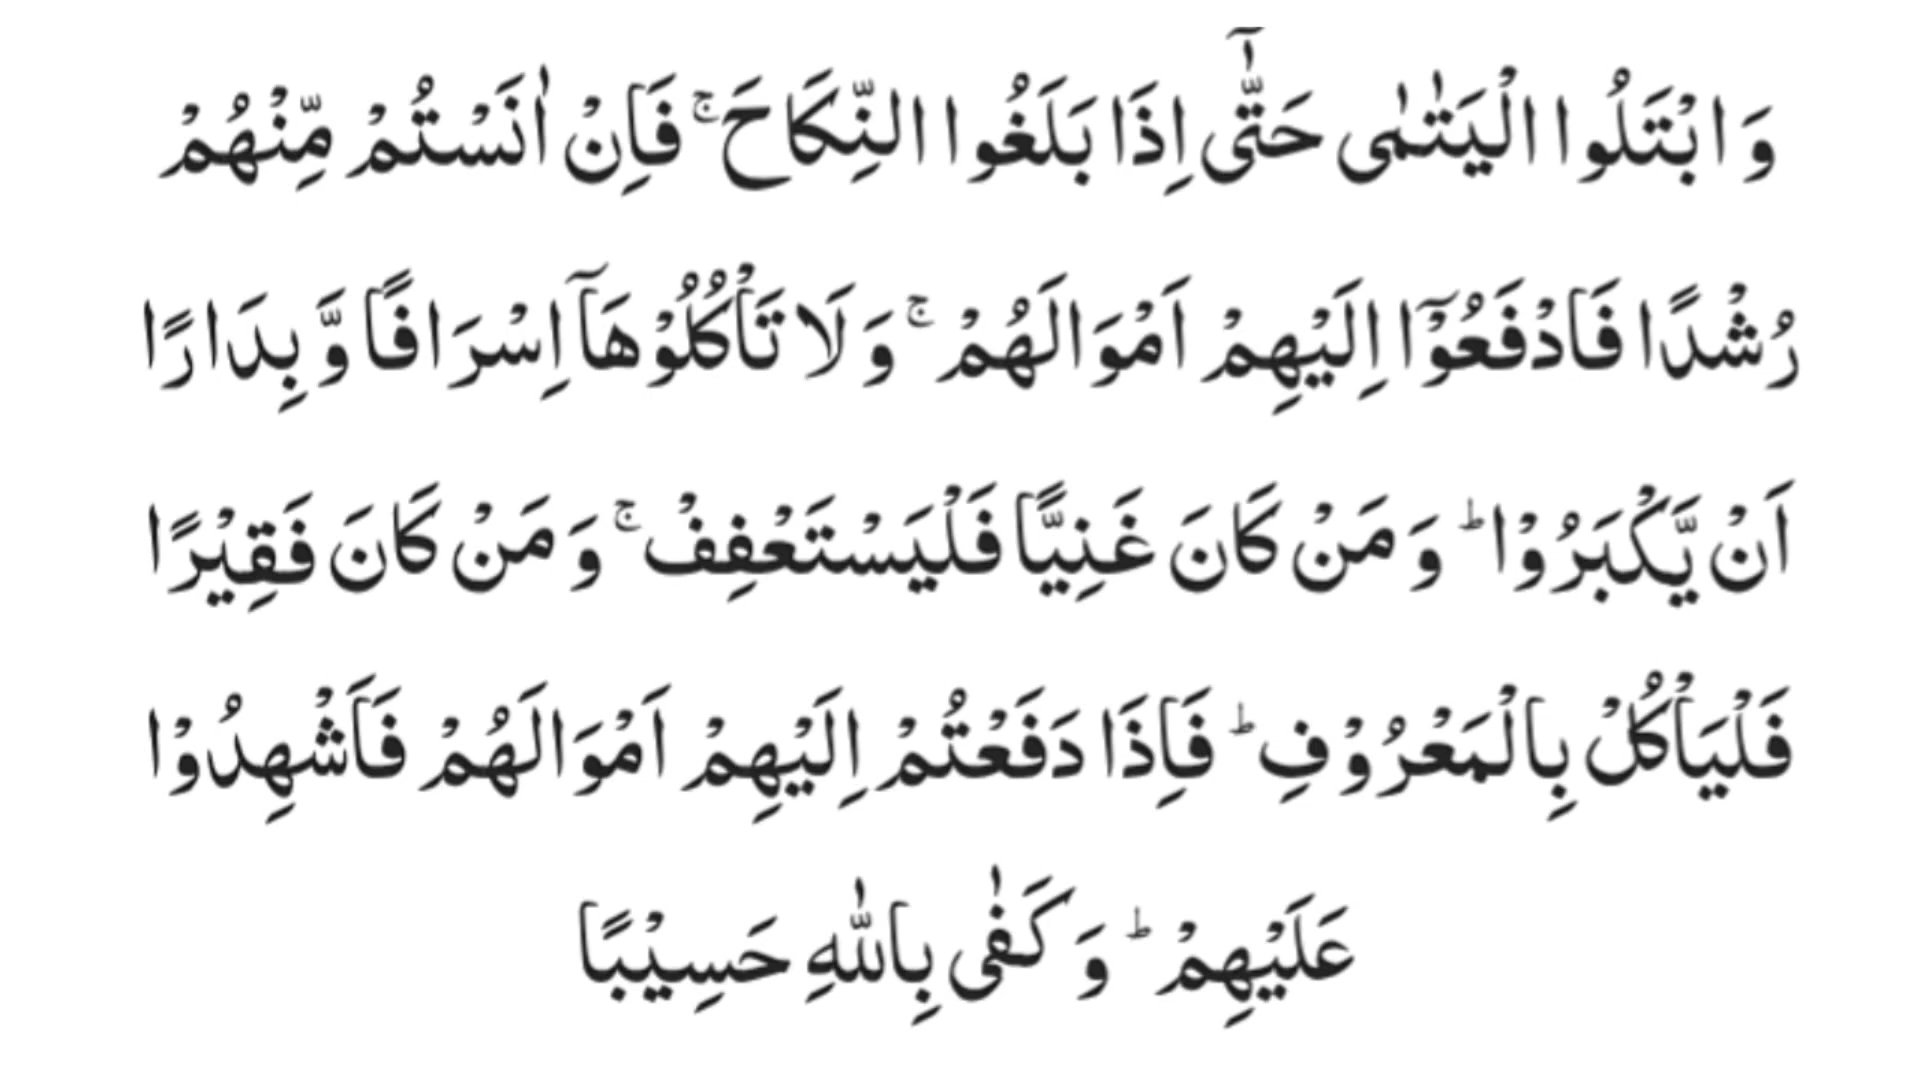 وَ ابْتَلُوا الْيَتٰمٰى حَتّٰۤى اِذَا بَلَغُوا النِّكَاحَ ۚ فَاِنْ اٰنَسْتُمْ مِّنْهُمْ
رُشْدًا فَادْفَعُوْۤا اِلَيْهِمْ اَمْوَالَهُمْ ۚ وَ لَا تَاْكُلُوْهَاۤ اِسْرَافًا وَّ بِدَارًا
اَنْ يَّكْبَرُوْا ؕ وَ مَنْ كَانَ غَنِيًّا فَلْيَسْتَعْفِفْ ۚ وَ مَنْ كَانَ فَقِيْرًا
فَلْيَاْكُلْ بِالْمَعْرُوْفِ ؕ فَاِذَا دَفَعْتُمْ اِلَيْهِمْ اَمْوَالَهُمْ فَاَشْهِدُوْا
عَلَيْهِمْ ؕ وَ كَفٰى بِاللّٰهِ حَسِيْبًا